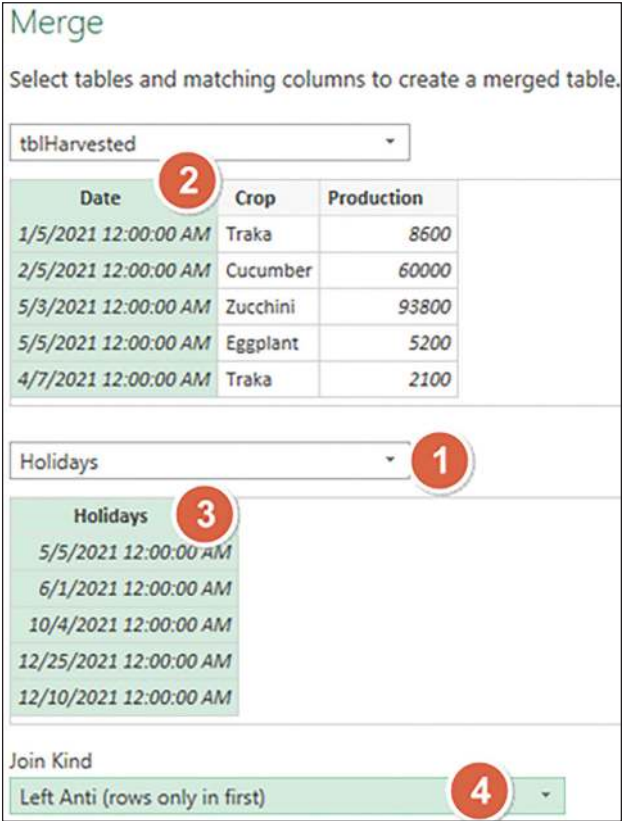 Merge
Select tables and matching columns to create a merged table.
tblHarvested
2
Date Crop Production
1/5/2021 12:00:00 AM Traka 8600
2/5/2021 12:00:00 AM Cucumber 60000
5/3/2021 12:00:00 AM Zucchini 93800
5/5/2021 12:00:00 AM Eggplant 5200
4/7/2021 12:00:00 AM Traka 2100
Holidays 1
Holidays 3
5/5/2021 12:00:00 AM
6/1/2021 12:00:00 AM
10/4/2021 12:00:00 AM
12/25/2021 12:00:00 AM
12/10/2021 12:00:00 AM
Join Kind
Left Anti (rows only in first) 4